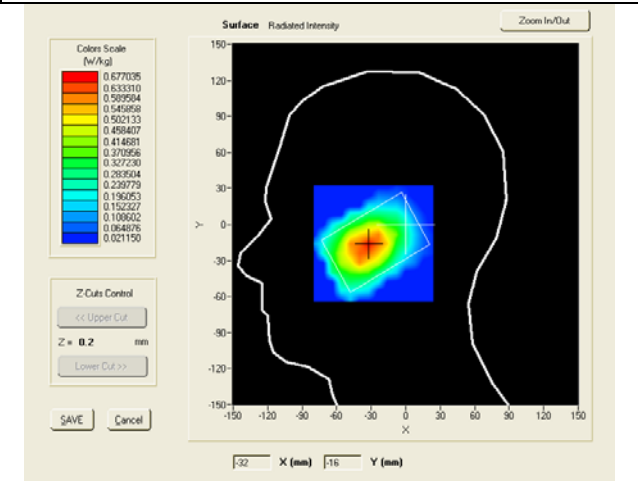 Surface Radiated Intensity
Zoom In/Out
Colors Scale
(W/kg)
0.677035
0.633310
0.589584
0.545858
0.502133
0.458407
0.414681
0.370956
0.327230
0.283504
0.239779
0.196053
0.152327
0.108602
0.064876
0.021150
150
120
90
60
30
0
-30
-60
-90
-120
-150
Y
-150 -120 -90 -60 -30 0 30 60 90 120 150
X
Z-Cuts Control
<< Upper Cut
Z = 0.2 mm
Lower Cut >>
SAVE Cancel
-32 X (mm) -16 Y (mm)